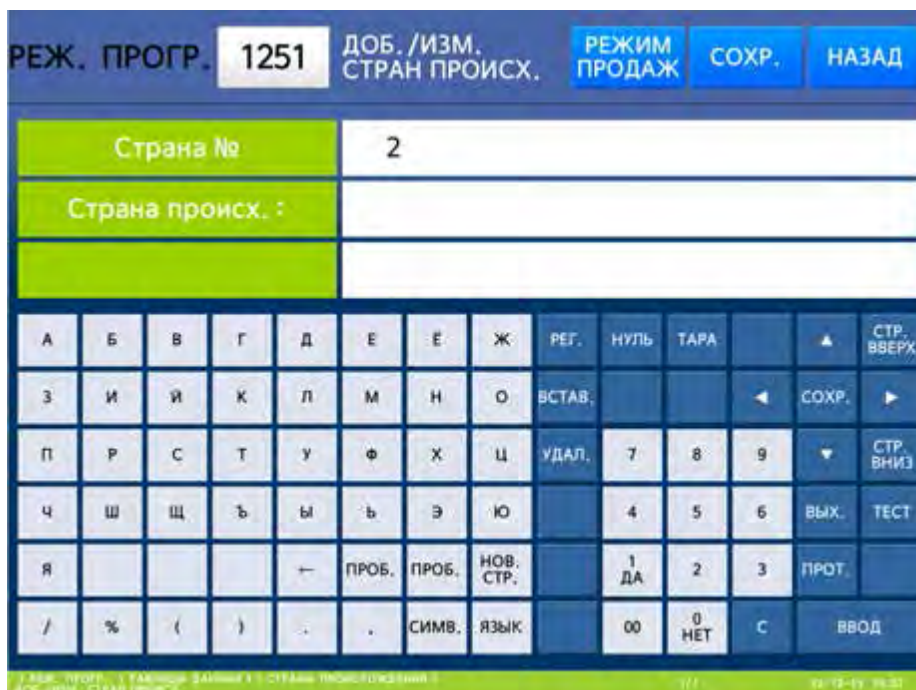 РЕЖ. ПРОГР. 1251 ДОБ./ИЗМ. СТРАН ПРОИСХ. РЕЖИМ ПРОДАЖ СОХР. НАЗАД
Страна № 2
Страна происх. :
А Б В Г Д Е Ё Ж РЕГ. НУЛЬ ТАРА ▲ СТР. ВВЕРХ
З И Й К Л М Н О ВСТАВ. ◀ СОХР. ▶
П Р С Т У Ф Х Ц УДАЛ. 7 8 9 ▼ СТР. ВНИЗ
Ч Ш Щ Ъ Ы Ь Э Ю 4 5 6 ВЫХ. ТЕСТ
Я ← ПРОБ. ПРОБ. НОВ. СТР. 1 ДА 2 3 ПРОТ.
/ % ( ) . , СИМВ. ЯЗЫК 00 0 НЕТ С ВВОД